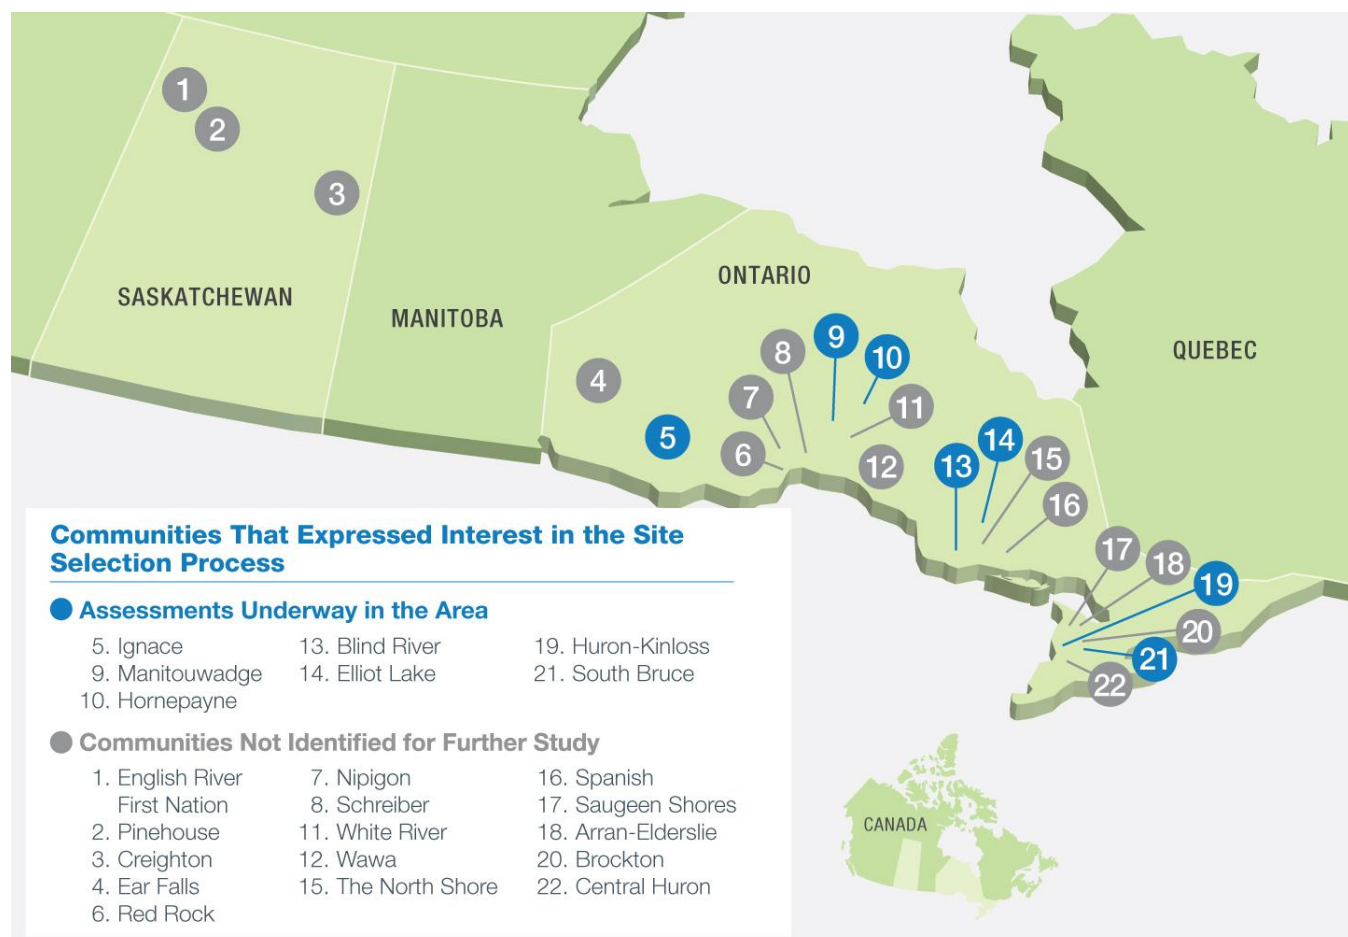 1
2
3
SASKATCHEWAN
MANITOBA
ONTARIO
QUEBEC
4
5
6
7
8
9
10
11
12
13
14
15
16
17
18
19
20
21
22
Communities That Expressed Interest in the Site
Selection Process
Assessments Underway in the Area
5. Ignace
9. Manitouwadge
10. Hornepayne
13. Blind River
14. Elliot Lake
19. Huron-Kinloss
21. South Bruce
Communities Not Identified for Further Study
1. English River
First Nation
2. Pinehouse
3. Creighton
4. Ear Falls
6. Red Rock
7. Nipigon
8. Schreiber
11. White River
12. Wawa
15. The North Shore
16. Spanish
17. Saugeen Shores
18. Arran-Elderslie
20. Brockton
22. Central Huron
CANADA